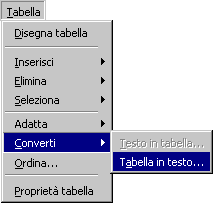 Tabella
Disegna tabella
Inserisci
Elimina
Seleziona
Adatta
Converti
Testo in tabella...
Ordina...
Tabella in testo...
Proprietà tabella